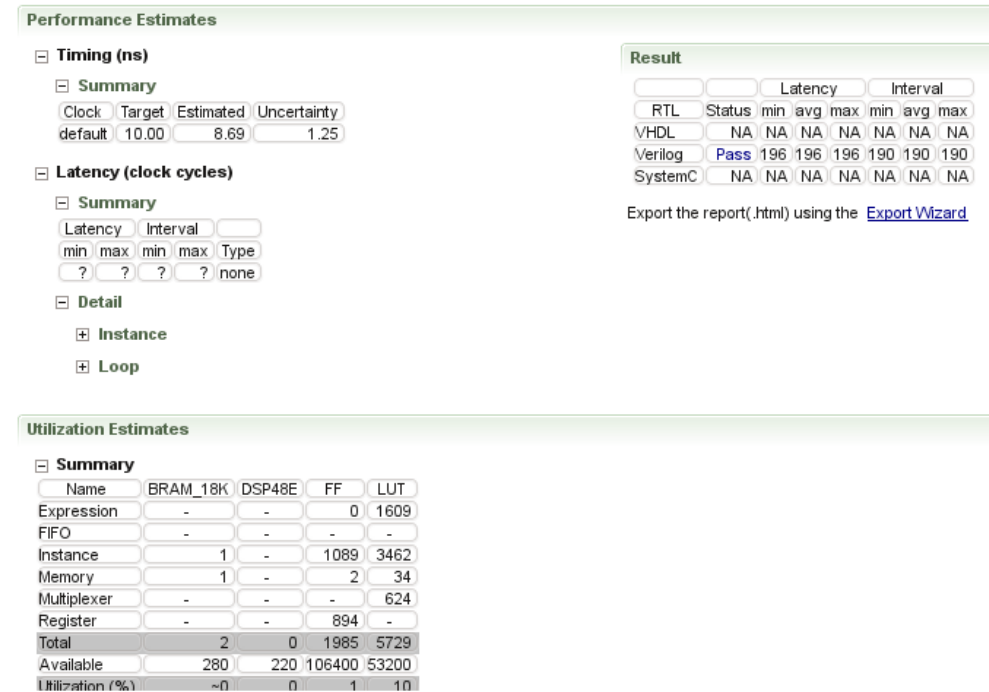 Performance Estimates
Timing (ns)
Summary
Clock Target Estimated Uncertainty
default 10.00 8.69 1.25
Latency (clock cycles)
Summary
Latency Interval
min max min max Type
? ? ? ? none
Detail
Instance
Loop
Result
Latency Interval
RTL Status min avg max min avg max
VHDL NA NA NA NA NA NA NA
Verilog Pass 196 196 196 190 190 190
SystemC NA NA NA NA NA NA NA
Export the report(.html) using the Export Wizard
Utilization Estimates
Summary
Name BRAM_18K DSP48E FF LUT
Expression - - 0 1609
FIFO - - - -
Instance 1 - 1089 3462
Memory 1 - 2 34
Multiplexer - - - 624
Register - - 894 -
Total 2 0 1985 5729
Available 280 220 106400 53200
Utilization (%) ~0 0 1 10